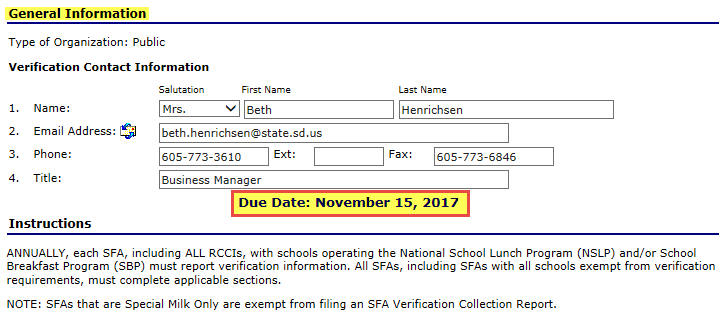 General Information
Type of Organization: Public
Verification Contact Information
Salutation First Name Last Name
1. Name: Mrs. Beth Henrichsen
2. Email Address: beth.henrichsen@state.sd.us
3. Phone: 605-773-3610 Ext: Fax: 605-773-6846
4. Title: Business Manager
Due Date: November 15, 2017
Instructions
ANNUALLY, each SFA, including ALL RCCIs, with schools operating the National School Lunch Program (NSLP) and/or School
Breakfast Program (SBP) must report verification information. All SFAs, including SFAs with all schools exempt from verification
requirements, must complete applicable sections.
NOTE: SFAs that are Special Milk Only are exempt from filing an SFA Verification Collection Report.